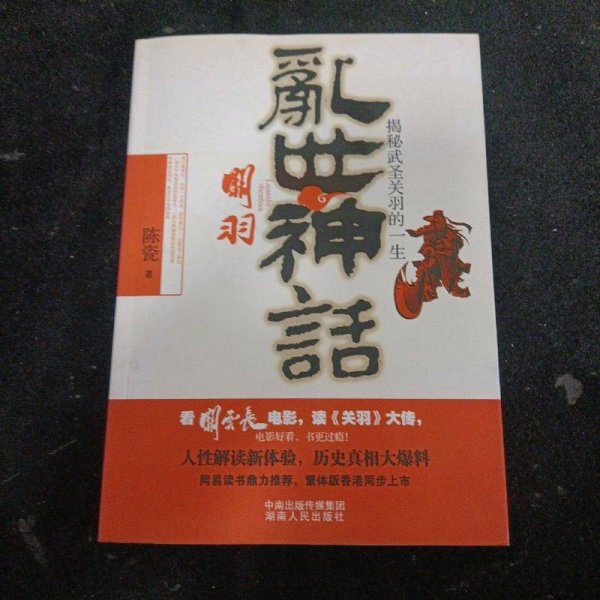 亂世神話
關羽
揭秘武圣关羽的一生
陈瓷 著
看關雲長电影，读《关羽》大传，
电影好看、书更过瘾！
人性解读新体验，历史真相大爆料
网易读书鼎力推荐，繁体版香港同步上市
中南出版传媒集团
湖南人民出版社